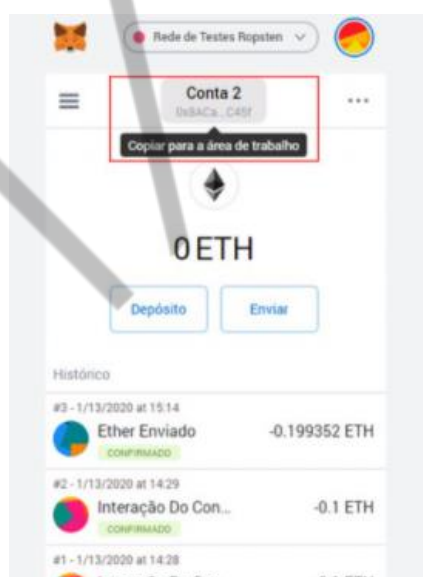 Rede de Testes Ropsten
Conta 2
Copiar para a área de trabalho
0 ETH
Depósito
Enviar
Histórico
#3 - 1/13/2020 at 15:14
Ether Enviado
-0.199352 ETH
CONFIRMADO
#2 - 1/13/2020 at 14:29
Interação Do Con...
-0.1 ETH
CONFIRMADO
#1 - 1/13/2020 at 14:28